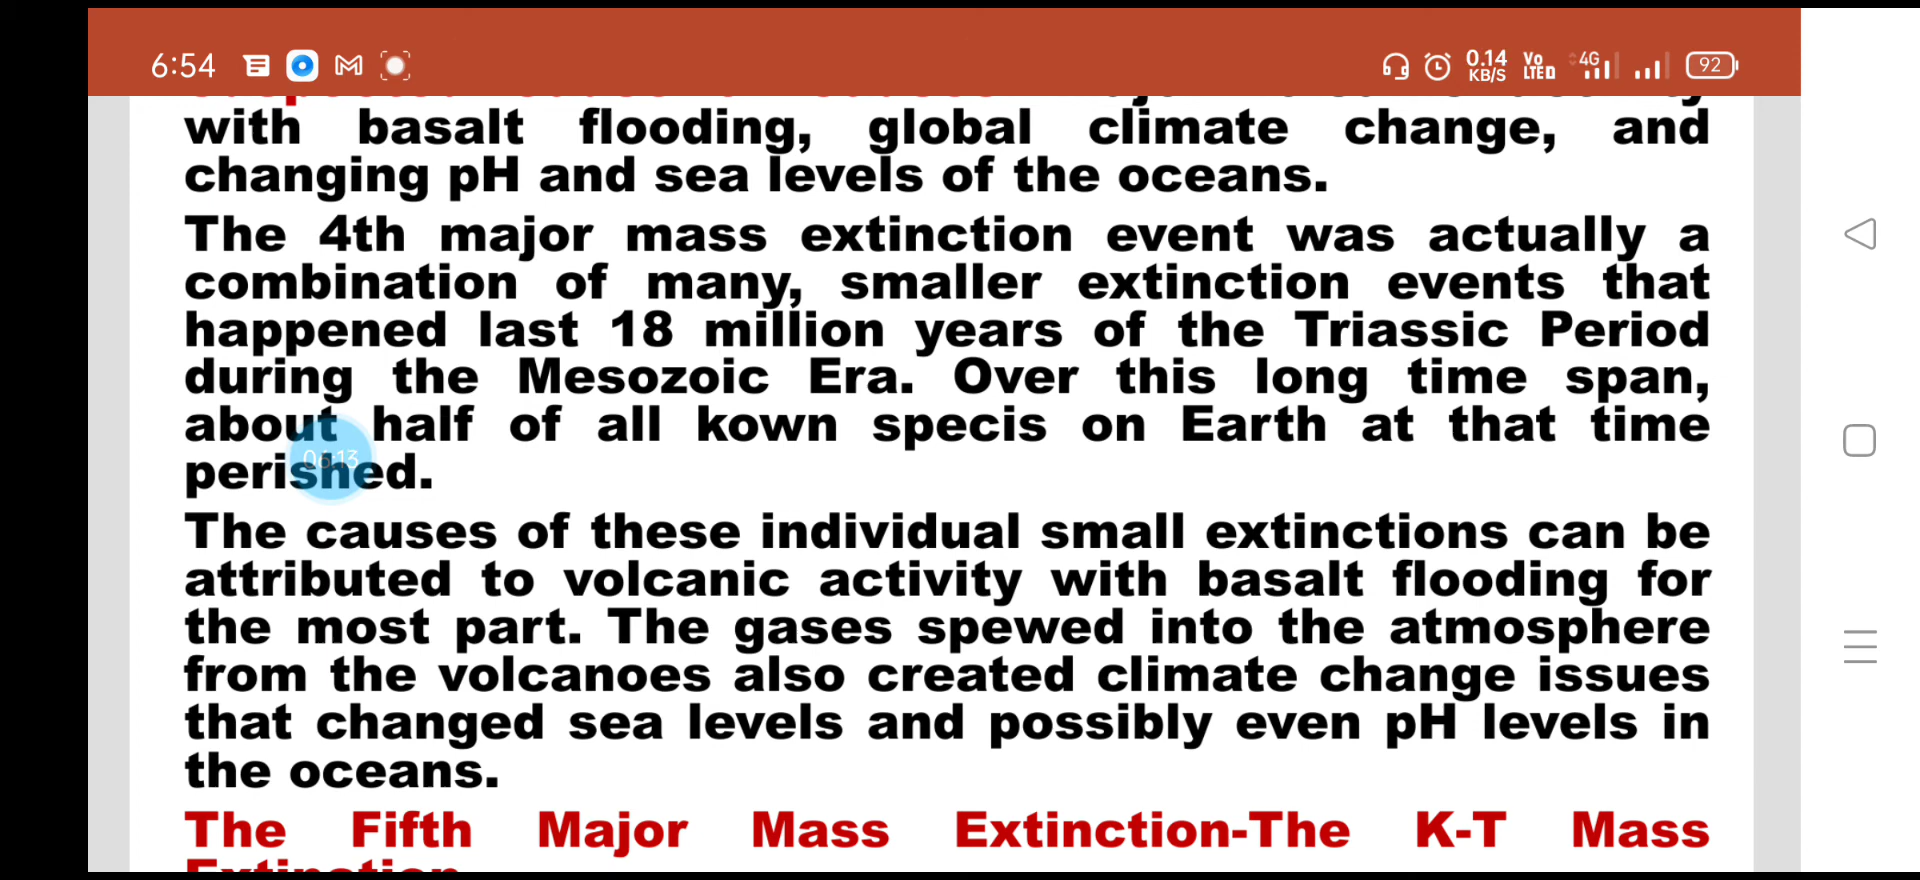 6:54 0.14 KB/S Vo LTED 4G 92
with basalt flooding, global climate change, and
changing pH and sea levels of the oceans.
The 4th major mass extinction event was actually a
combination of many, smaller extinction events that
happened last 18 million years of the Triassic Period
during the Mesozoic Era. Over this long time span,
about half of all kown specis on Earth at that time
06:13
perished.
The causes of these individual small extinctions can be
attributed to volcanic activity with basalt flooding for
the most part. The gases spewed into the atmosphere
from the volcanoes also created climate change issues
that changed sea levels and possibly even pH levels in
the oceans.
The Fifth Major Mass Extinction-The K-T Mass